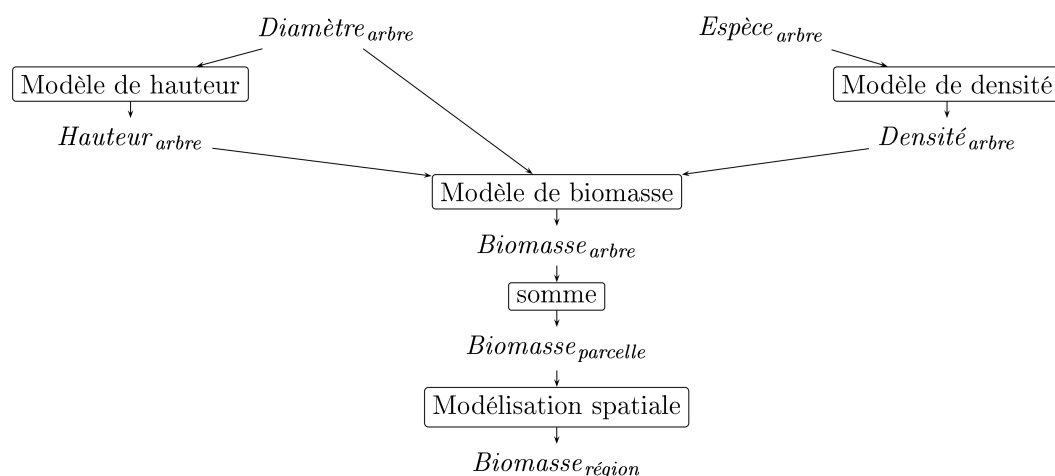 Diamètre arbre
Espèce arbre
Modèle de hauteur
Modèle de densité
Hauteur arbre
Densité arbre
Modèle de biomasse
Biomasse arbre
somme
Biomasse parcelle
Modélisation spatiale
Biomasse région